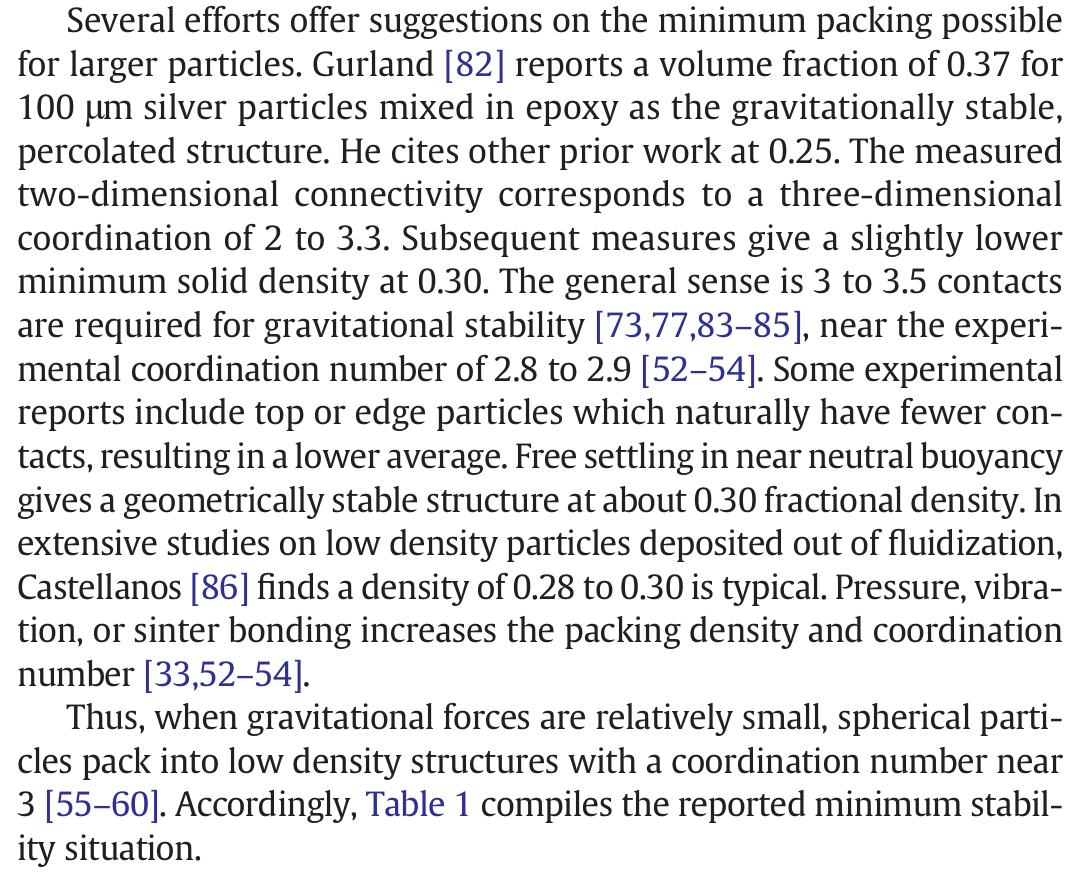 Several efforts offer suggestions on the minimum packing possible
for larger particles. Gurland [82] reports a volume fraction of 0.37 for
100 μm silver particles mixed in epoxy as the gravitationally stable,
percolated structure. He cites other prior work at 0.25. The measured
two-dimensional connectivity corresponds to a three-dimensional
coordination of 2 to 3.3. Subsequent measures give a slightly lower
minimum solid density at 0.30. The general sense is 3 to 3.5 contacts
are required for gravitational stability [73,77,83–85], near the experi-
mental coordination number of 2.8 to 2.9 [52–54]. Some experimental
reports include top or edge particles which naturally have fewer con-
tacts, resulting in a lower average. Free settling in near neutral buoyancy
gives a geometrically stable structure at about 0.30 fractional density. In
extensive studies on low density particles deposited out of fluidization,
Castellanos [86] finds a density of 0.28 to 0.30 is typical. Pressure, vibra-
tion, or sinter bonding increases the packing density and coordination
number [33,52–54].
Thus, when gravitational forces are relatively small, spherical parti-
cles pack into low density structures with a coordination number near
3 [55–60]. Accordingly, Table 1 compiles the reported minimum stabil-
ity situation.